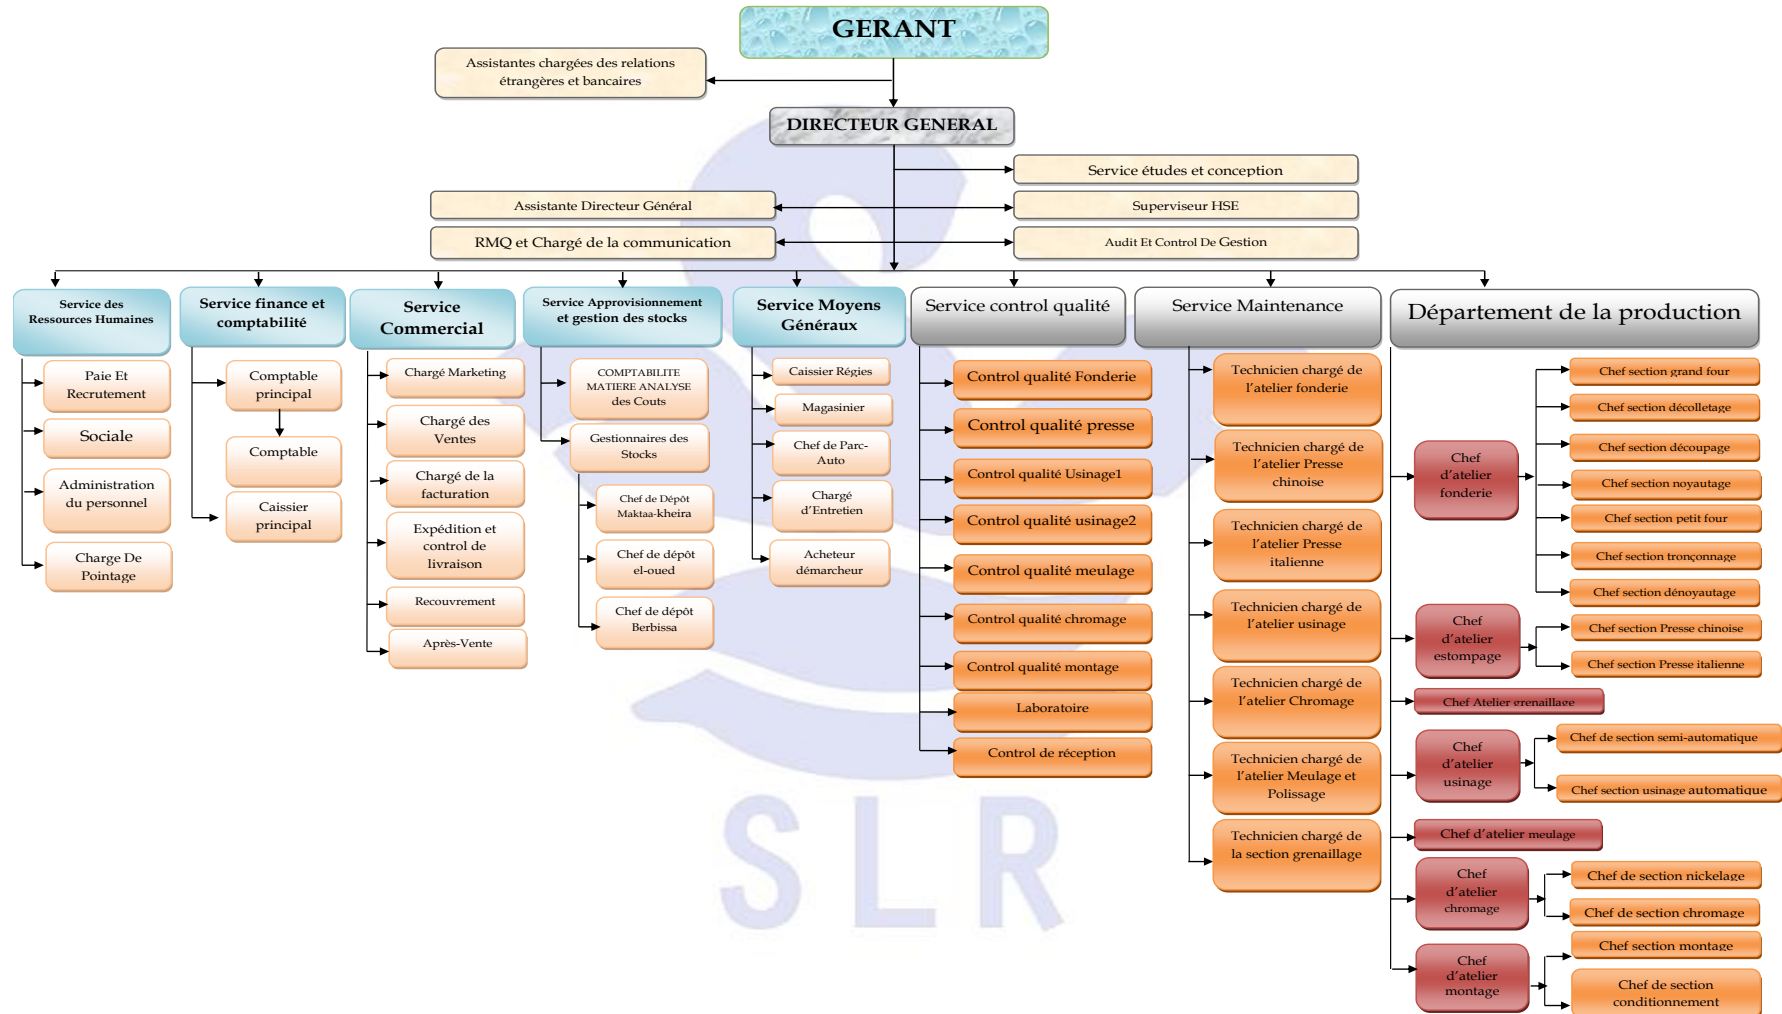 GERANT
Assistantes chargées des relations
étrangères et bancaires
DIRECTEUR GENERAL
Service études et conception
Assistante Directeur Général
Superviseur HSE
RMQ et Chargé de la communication
Audit Et Control De Gestion
Service des
Ressources Humaines
Paie Et
Recrutement
Sociale
Administration
du personnel
Charge De
Pointage
Service finance et
comptabilité
Comptable
principal
Comptable
Caissier
principal
Service
Commercial
Chargé Marketing
Chargé des
Ventes
Chargé de la
facturation
Expédition et
control de
livraison
Recouvrement
Après-Vente
Service Approvisionnement
et gestion des stocks
COMPTABILITE
MATIERE ANALYSE
des Couts
Gestionnaires des
Stocks
Chef de Dépôt
Maktaa-kheira
Chef de dépôt
el-oued
Chef de dépôt
Berbissa
Service Moyens
Généraux
Caissier Régies
Magasinier
Chef de Parc-
Auto
Chargé
d'Entretien
Acheteur
démarcheur
Service control qualité
Control qualité Fonderie
Control qualité presse
Control qualité Usinage1
Control qualité usinage2
Control qualité meulage
Control qualité chromage
Control qualité montage
Laboratoire
Control de réception
Service Maintenance
Technicien chargé de
l'atelier fonderie
Technicien chargé de
l'atelier Presse
chinoise
Technicien chargé de
l'atelier Presse
italienne
Technicien chargé de
l'atelier usinage
Technicien chargé de
l'atelier Chromage
Technicien chargé de
l'atelier Meulage et
Polissage
Technicien chargé de
la section grenaillage
Département de la production
Chef
d'atelier
fonderie
Chef section grand four
Chef section décolletage
Chef section découpage
Chef section noyautage
Chef section petit four
Chef section tronçonnage
Chef section dénoyautage
Chef
d'atelier
estompage
Chef section Presse chinoise
Chef section Presse italienne
Chef Atelier grenaillage
Chef
d'atelier
usinage
Chef de section semi-automatique
Chef section usinage automatique
Chef d'atelier meulage
Chef
d'atelier
chromage
Chef de section nickelage
Chef de section chromage
Chef
d'atelier
montage
Chef section montage
Chef de section
conditionnement
SLR